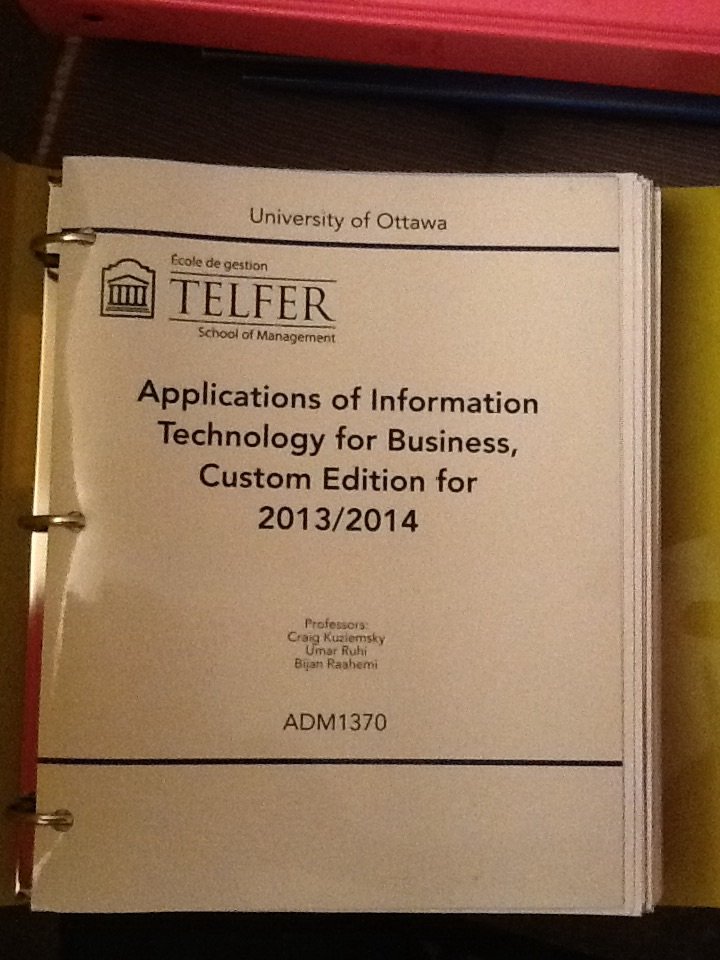 University of Ottawa
École de gestion
TELFER
School of Management
Applications of Information
Technology for Business,
Custom Edition for
2013/2014
Professors:
Craig Kuziemsky
Umar Ruhi
Bijan Raahemi
ADM1370